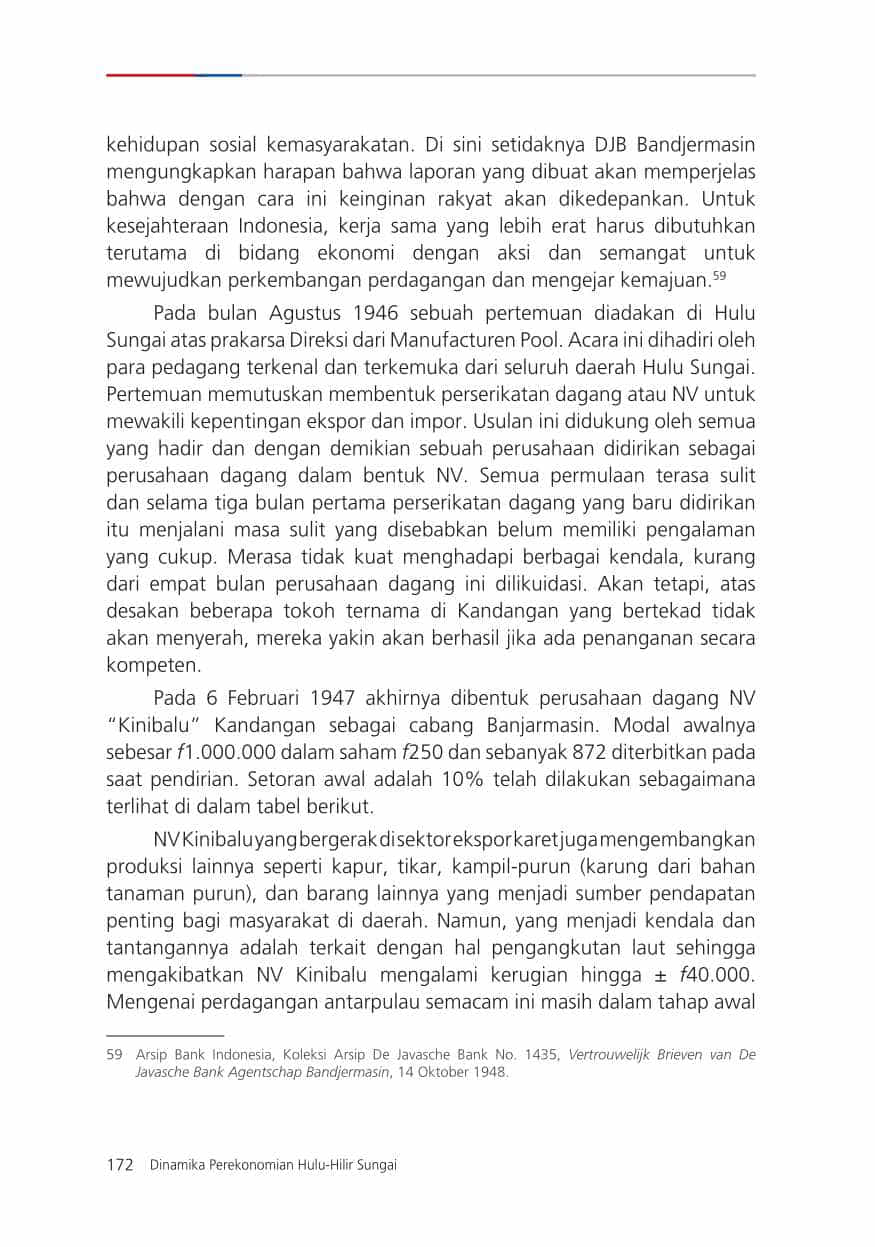 kehidupan sosial kemasyarakatan. Di sini setidaknya DJB Bandjermasin
mengungkapkan harapan bahwa laporan yang dibuat akan memperjelas
bahwa dengan cara ini keinginan rakyat akan dikedepankan. Untuk
kesejahteraan Indonesia, kerja sama yang lebih erat harus dibutuhkan
terutama di bidang ekonomi dengan aksi dan semangat untuk
mewujudkan perkembangan perdagangan dan mengejar kemajuan.59
Pada bulan Agustus 1946 sebuah pertemuan diadakan di Hulu
Sungai atas prakarsa Direksi dari Manufacturen Pool. Acara ini dihadiri oleh
para pedagang terkenal dan terkemuka dari seluruh daerah Hulu Sungai.
Pertemuan memutuskan membentuk perserikatan dagang atau NV untuk
mewakili kepentingan ekspor dan impor. Usulan ini didukung oleh semua
yang hadir dan dengan demikian sebuah perusahaan didirikan sebagai
perusahaan dagang dalam bentuk NV. Semua permulaan terasa sulit
dan selama tiga bulan pertama perserikatan dagang yang baru didirikan
itu menjalani masa sulit yang disebabkan belum memiliki pengalaman
yang cukup. Merasa tidak kuat menghadapi berbagai kendala, kurang
dari empat bulan perusahaan dagang ini dilikuidasi. Akan tetapi, atas
desakan beberapa tokoh ternama di Kandangan yang bertekad tidak
akan menyerah, mereka yakin akan berhasil jika ada penanganan secara
kompeten.
Pada 6 Februari 1947 akhirnya dibentuk perusahaan dagang NV
“Kinibalu” Kandangan sebagai cabang Banjarmasin. Modal awalnya
sebesar f1.000.000 dalam saham f250 dan sebanyak 872 diterbitkan pada
saat pendirian. Setoran awal adalah 10% telah dilakukan sebagaimana
terlihat di dalam tabel berikut.
NV Kinibalu yang bergerak di sektor ekspor karet juga mengembangkan
produksi lainnya seperti kapur, tikar, kampil-purun (karung dari bahan
tanaman purun), dan barang lainnya yang menjadi sumber pendapatan
penting bagi masyarakat di daerah. Namun, yang menjadi kendala dan
tantangannya adalah terkait dengan hal pengangkutan laut sehingga
mengakibatkan NV Kinibalu mengalami kerugian hingga ± f40.000.
Mengenai perdagangan antarpulau semacam ini masih dalam tahap awal
59 Arsip Bank Indonesia, Koleksi Arsip De Javasche Bank No. 1435, Vertrouwelijk Brieven van De
Javasche Bank Agentschap Bandjermasin, 14 Oktober 1948.
172 Dinamika Perekonomian Hulu-Hilir Sungai